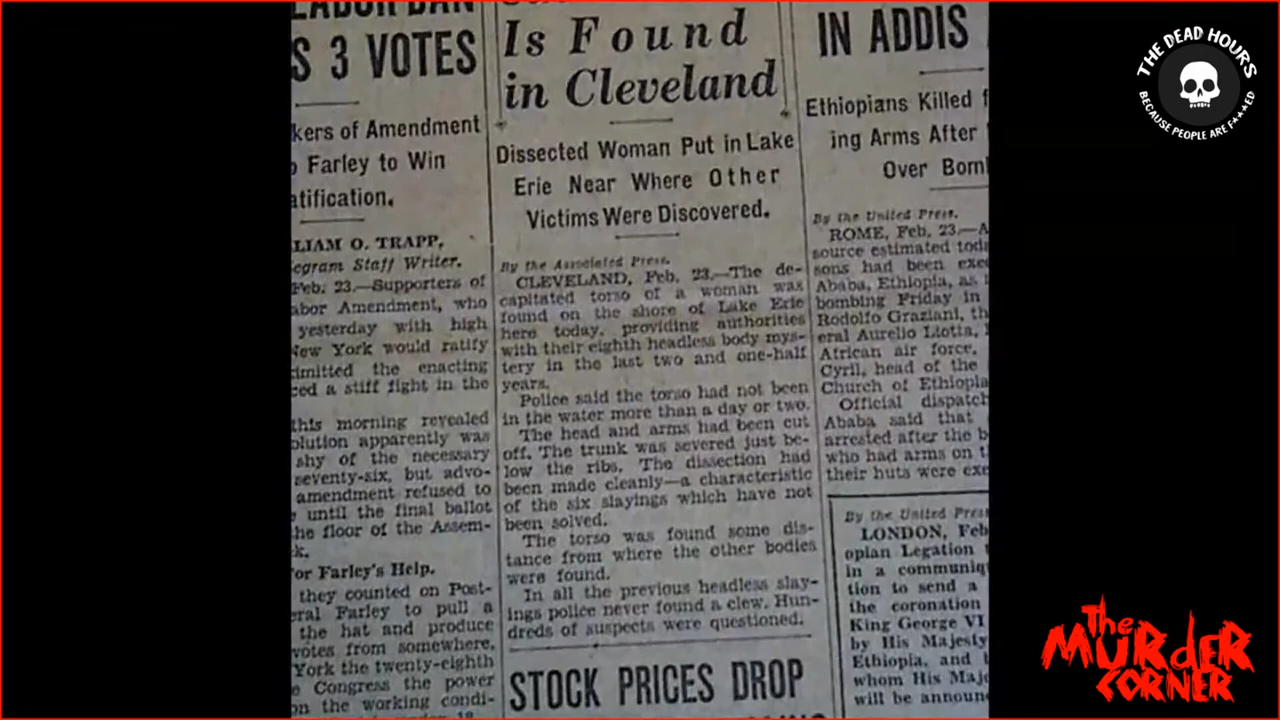 LABOR BAN
S 3 VOTES
kers of Amendment
Farley to Win
atification.
LIAM O. TRAPP,
egram Staff Writer.
Feb. 23.—Supporters of
abor Amendment, who
yesterday with high
New York would ratify
dmitted the enacting
ced a stiff fight in the
this morning revealed
olution apparently was
shy of the necessary
seventy-six, but advo-
amendment refused to
until the final ballot
he floor of the Assem-
k.
or Farley's Help.
they counted on Post-
eral Farley to pull a
the hat and produce
votes from somewhere,
York the twenty-eighth
e Congress the power
on the working condi-
Is Found
in Cleveland
Dissected Woman Put in Lake
Erie Near Where Other
Victims Were Discovered.
By the Associated Press.
CLEVELAND, Feb. 23.—The de-
capitated torso of a woman was
found on the shore of Lake Erie
here today, providing authorities
with their eighth headless body mys-
tery in the last two and one-half
years.
Police said the torso had not been
in the water more than a day or two.
The head and arms had been cut
off. The trunk was severed just be-
low the ribs. The dissection had
been made cleanly—a characteristic
of the six slayings which have not
been solved.
The torso was found some dis-
tance from where the other bodies
were found.
In all the previous headless slay-
ings police never found a clew. Hun-
dreds of suspects were questioned.
STOCK PRICES DROP
IN ADDIS
Ethiopians Killed f
ing Arms After
Over Bom
By the United Press.
ROME, Feb. 23.—A
source estimated toda
sons had been exec
Ababa, Ethiopia, as
bombing Friday in
Rodolfo Graziani, th
eral Aurelio Liotta,
African air force,
Cyril, head of the
Church of Ethiopia
Official dispatch
Ababa said that
arrested after the b
who had arms on t
their huts were exe
By the United Press
LONDON, Feb
opian Legation
in a communiq
tion to send a
the coronation
King George VI
by His Majesty
Ethiopia, and
whom His Maje
will be announ
THE DEAD HOURS
BECAUSE PEOPLE ARE F***ED
The
MURdER
CORNER